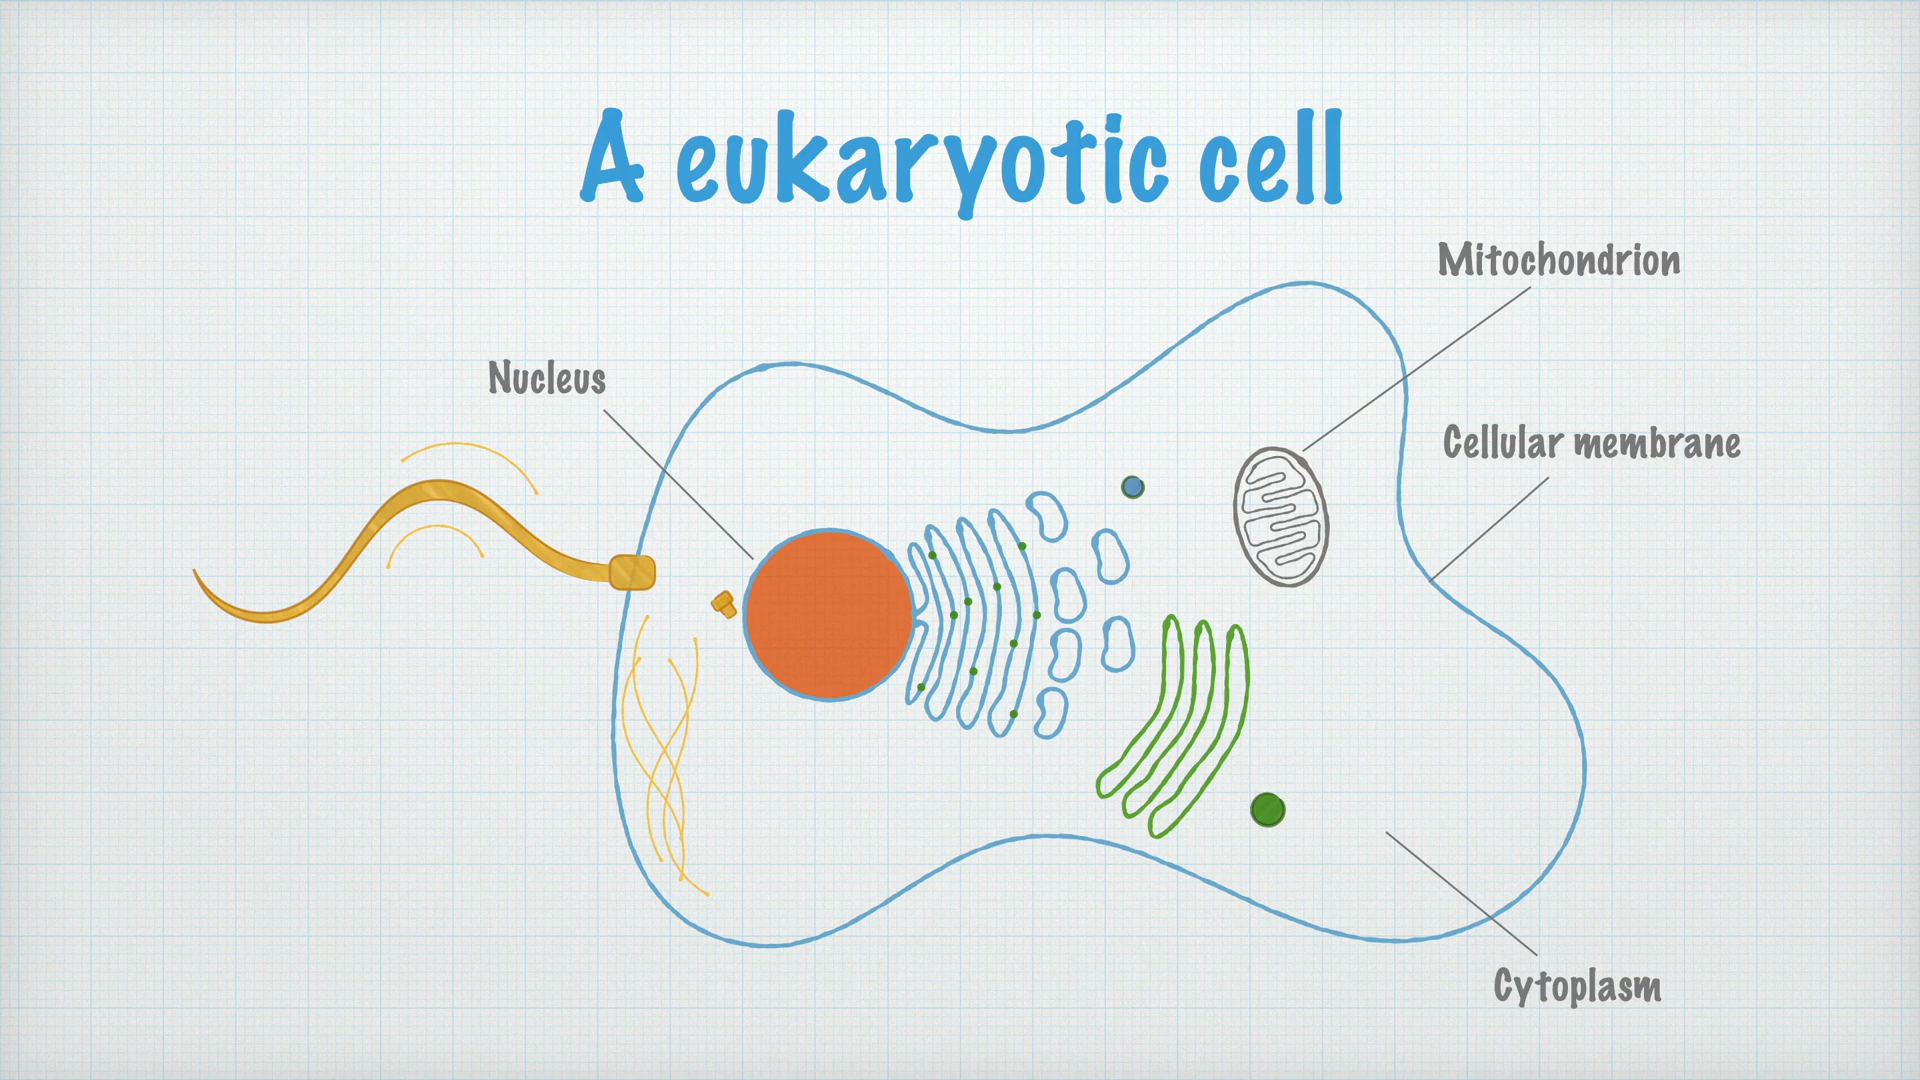 A eukaryotic cell
Mitochondrion
Nucleus
Cellular membrane
Cytoplasm